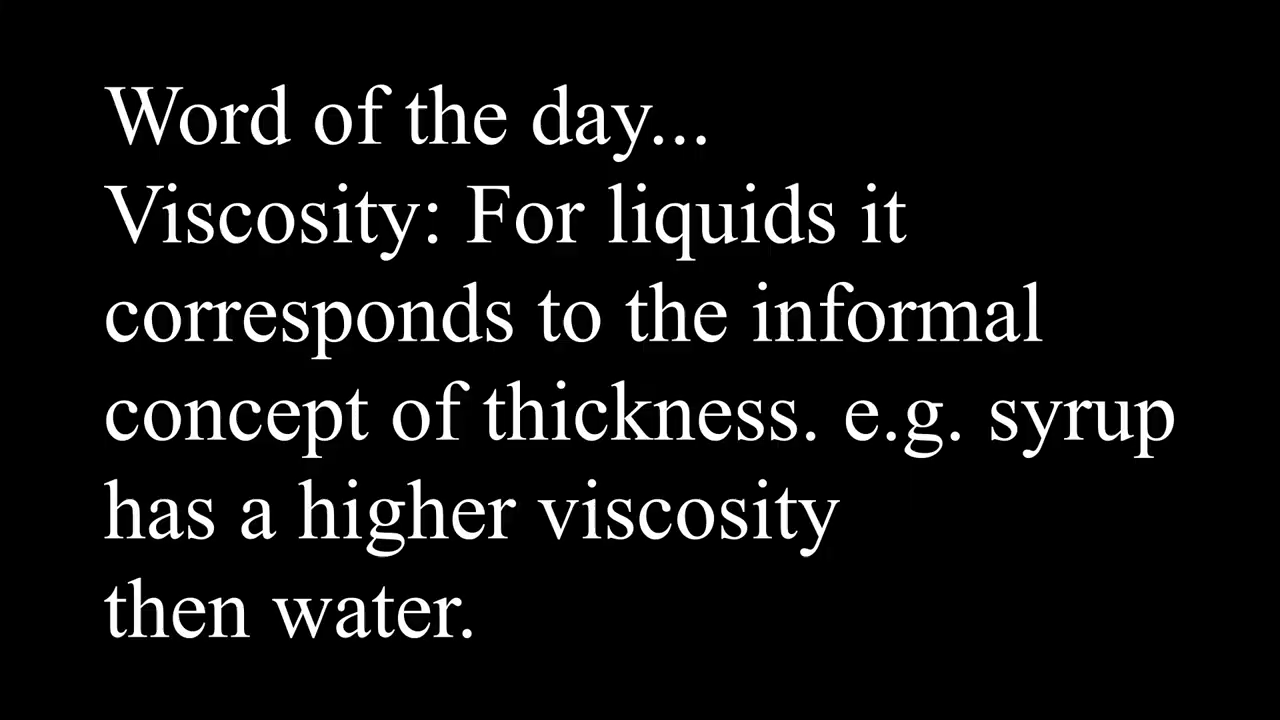 Word of the day...
Viscosity: For liquids it
corresponds to the informal
concept of thickness. e.g. syrup
has a higher viscosity
then water.